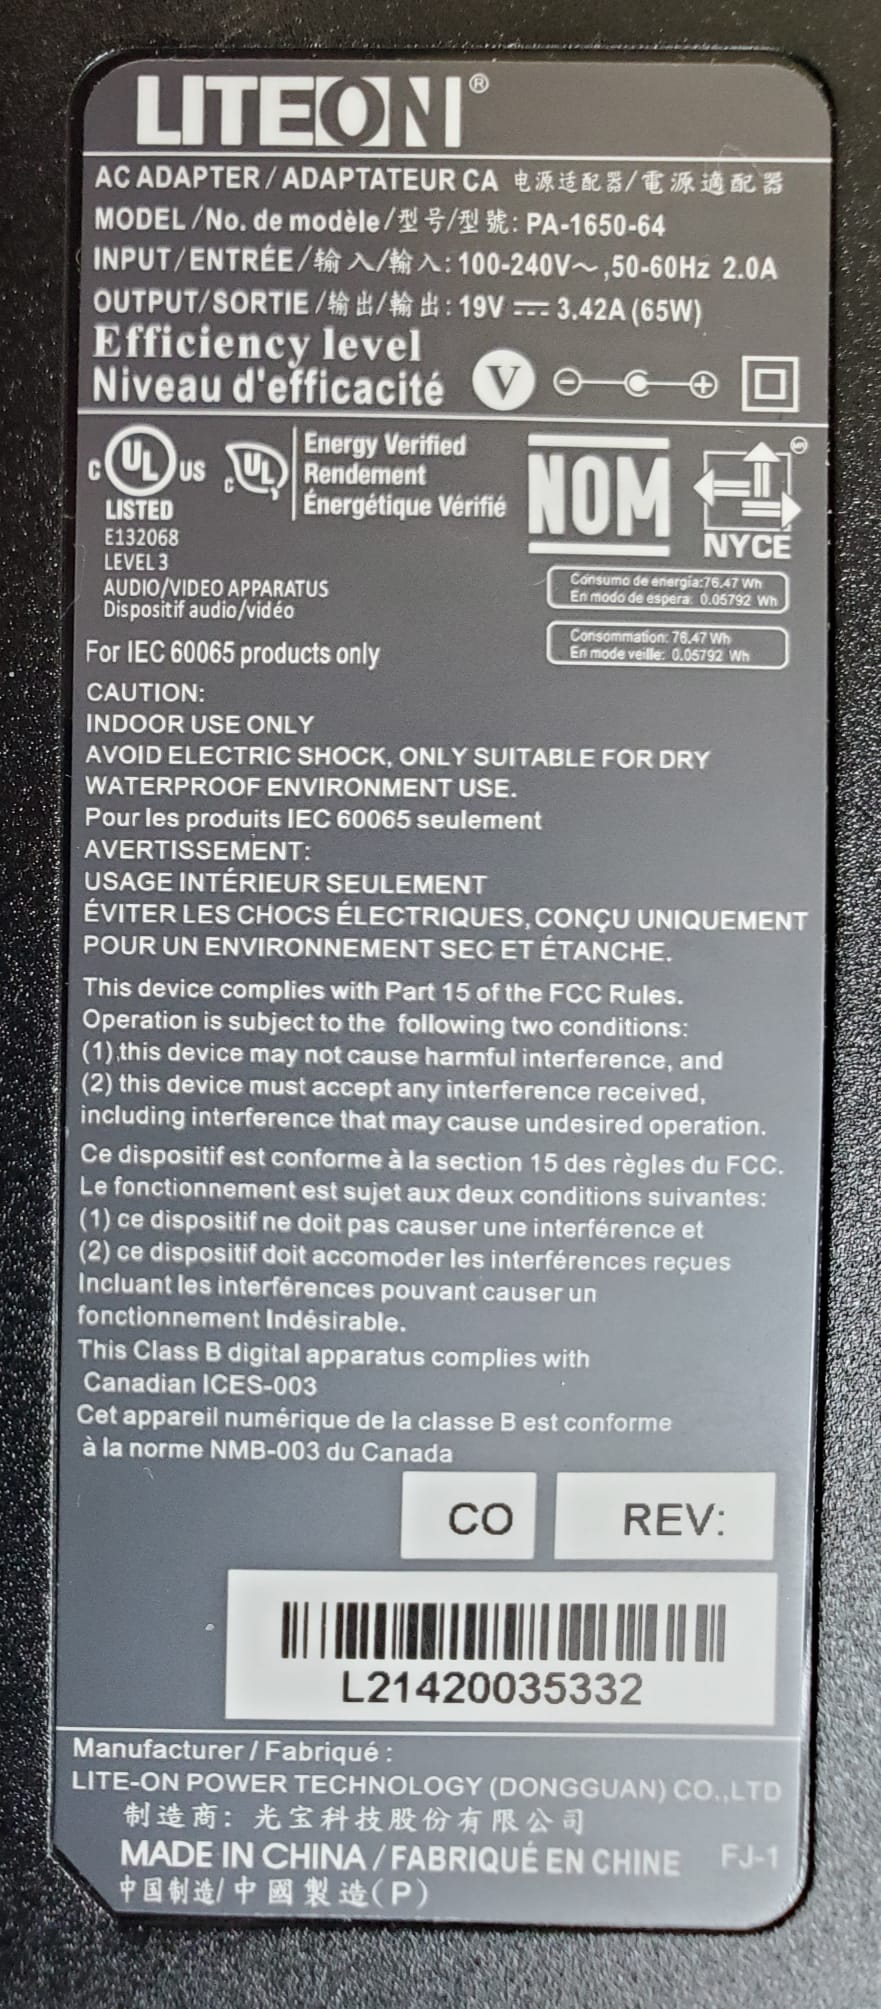 LITEON®
AC ADAPTER / ADAPTATEUR CA 电源适配器/電源適配器
MODEL/No. de modèle/型号/型號: PA-1650-64
INPUT/ENTRÉE/输入/輸入: 100-240V～,50-60Hz 2.0A
OUTPUT/SORTIE/输出/輸出: 19V ⎓ 3.42A (65W)
Efficiency level
Niveau d'efficacité V
C UL US
LISTED
E132068
LEVEL 3
AUDIO/VIDEO APPARATUS
Dispositif audio/vidéo
C UL
Energy Verified
Rendement
Énergétique Vérifié
NOM
NYCE
Consumo de energía:76.47 Wh
En modo de espera: 0.05792 Wh
Consommation: 76.47 Wh
En mode veille: 0.05792 Wh
For IEC 60065 products only
CAUTION:
INDOOR USE ONLY
AVOID ELECTRIC SHOCK, ONLY SUITABLE FOR DRY
WATERPROOF ENVIRONMENT USE.
Pour les produits IEC 60065 seulement
AVERTISSEMENT:
USAGE INTÉRIEUR SEULEMENT
ÉVITER LES CHOCS ÉLECTRIQUES, CONÇU UNIQUEMENT
POUR UN ENVIRONNEMENT SEC ET ÉTANCHE.
This device complies with Part 15 of the FCC Rules.
Operation is subject to the following two conditions:
(1) this device may not cause harmful interference, and
(2) this device must accept any interference received,
including interference that may cause undesired operation.
Ce dispositif est conforme à la section 15 des règles du FCC.
Le fonctionnement est sujet aux deux conditions suivantes:
(1) ce dispositif ne doit pas causer une interférence et
(2) ce dispositif doit accomoder les interférences reçues
Incluant les interférences pouvant causer un
fonctionnement Indésirable.
This Class B digital apparatus complies with
Canadian ICES-003
Cet appareil numérique de la classe B est conforme
à la norme NMB-003 du Canada
CO REV:
L21420035332
Manufacturer / Fabriqué :
LITE-ON POWER TECHNOLOGY (DONGGUAN) CO.,LTD
制造商: 光宝科技股份有限公司
MADE IN CHINA / FABRIQUÉ EN CHINE FJ-1
中国制造/中國製造(P)